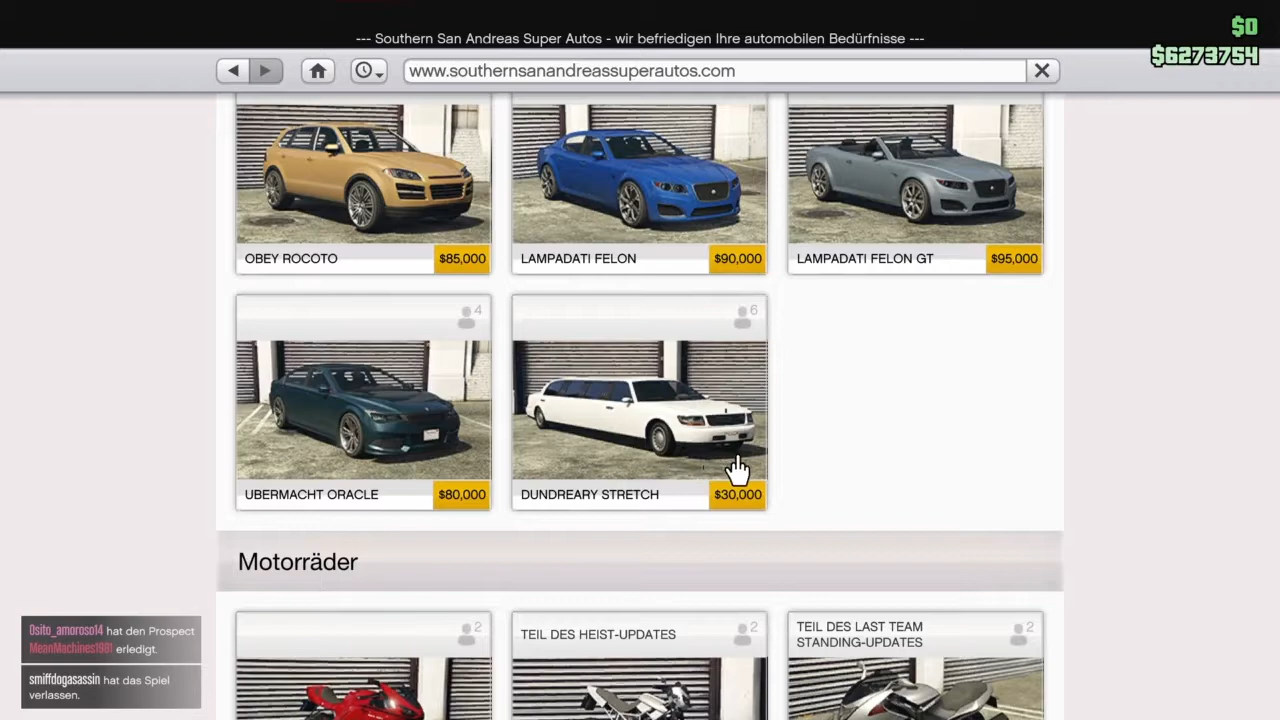 --- Southern San Andreas Super Autos - wir befriedigen Ihre automobilen Bedürfnisse ---
$0
$6273754
www.southernsanandreassuperautos.com
OBEY ROCOTO
$85,000
LAMPADATI FELON
$90,000
LAMPADATI FELON GT
$95,000
4
6
UBERMACHT ORACLE
$80,000
DUNDREARY STRETCH
$30,000
Motorräder
2
TEIL DES HEIST-UPDATES
2
TEIL DES LAST TEAM
STANDING-UPDATES
2
Osito_amoroso14 hat den Prospect
MeanMachines1981 erledigt.
smiffdogasassin hat das Spiel
verlassen.